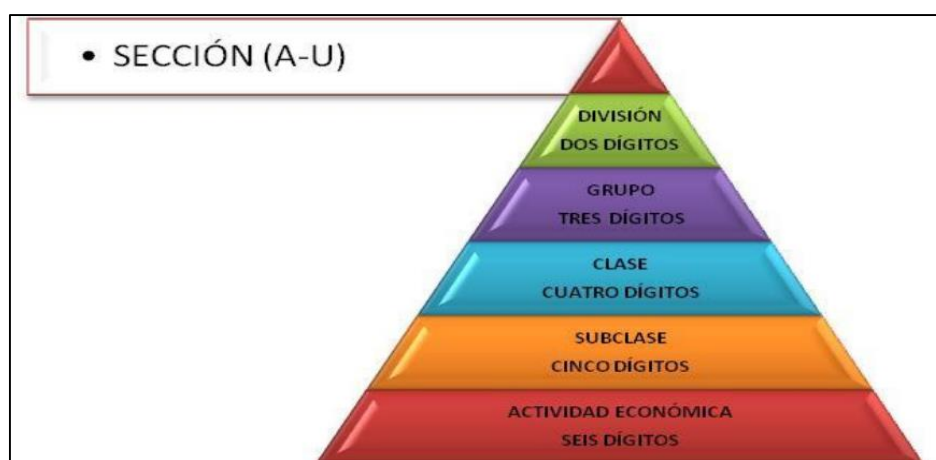 • SECCIÓN (A-U)
DIVISIÓN
DOS DÍGITOS
GRUPO
TRES DÍGITOS
CLASE
CUATRO DÍGITOS
SUBCLASE
CINCO DÍGITOS
ACTIVIDAD ECONÓMICA
SEIS DÍGITOS